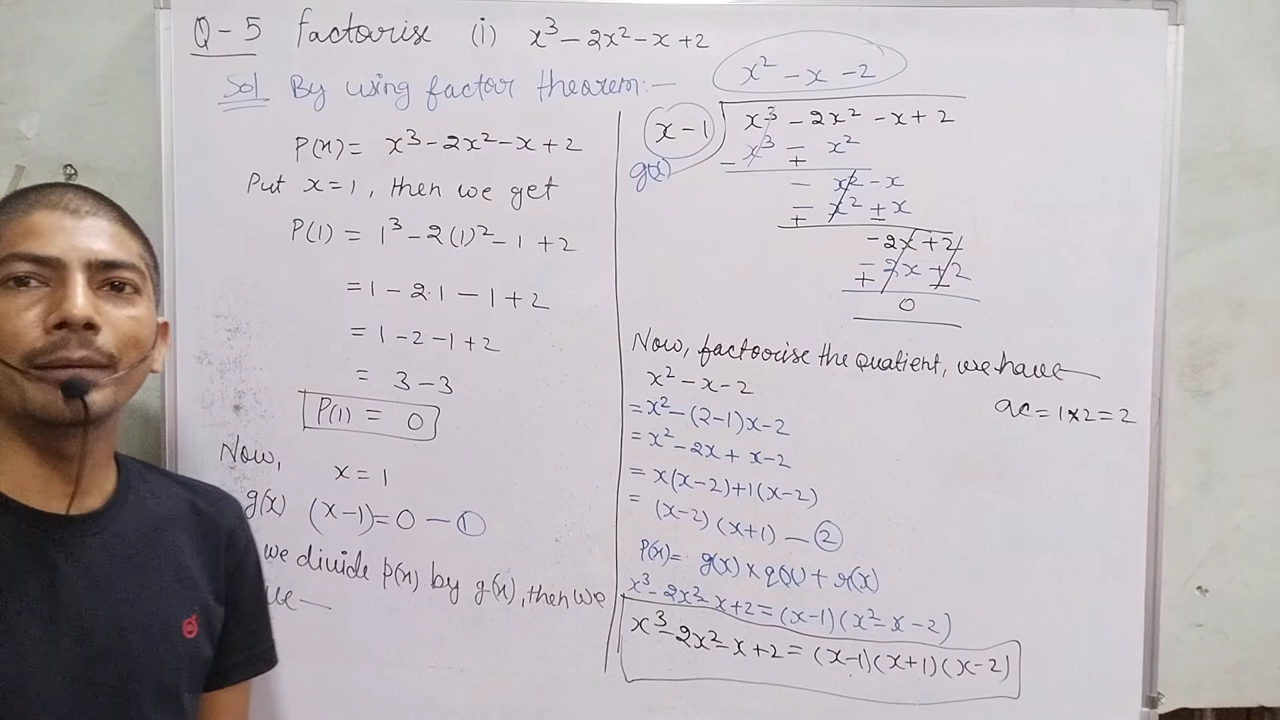 Q-5 factorise (i) x³-2x²-x+2
Sol By using factor theorem:-
P(x)= x³-2x²-x+2
Put x=1, then we get
P(1) = 1³-2(1)²-1+2
=1-2·1-1+2
=1-2-1+2
= 3-3
P(1) = 0
Now, x=1
g(x) (x-1)=0 - ①
we divide p(x) by g(x), then we
x²-x-2
x-1 x³-2x²-x+2
g(x)
- x³ - x²
+
- x²-x
- x² + x
+ -
-2x+2
- 2x+2
+ -
0
Now, factoorise the quatient, we have-
x²-x-2
ac=1×2=2
=x²-(2-1)x-2
=x²-2x+x-2
=x(x-2)+1(x-2)
= (x-2)(x+1) - ②
P(x)= g(x)×q(x)+r(x)
x³-2x²-x+2=(x-1)(x²-x-2)
x³-2x²-x+2=(x-1)(x+1)(x-2)